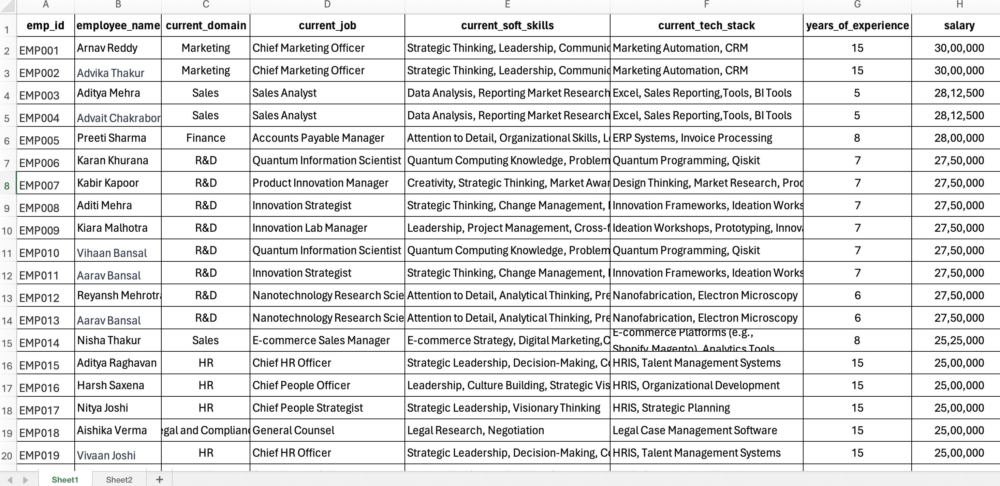 A B C D E F G H
1 emp_id employee_name current_domain current_job current_soft_skills current_tech_stack years_of_experience salary
2 EMP001 Arnav Reddy Marketing Chief Marketing Officer Strategic Thinking, Leadership, Communic Marketing Automation, CRM 15 30,00,000
3 EMP002 Advika Thakur Marketing Chief Marketing Officer Strategic Thinking, Leadership, Communic Marketing Automation, CRM 15 30,00,000
4 EMP003 Aditya Mehra Sales Sales Analyst Data Analysis, Reporting Market Research Excel, Sales Reporting,Tools, BI Tools 5 28,12,500
5 EMP004 Advait Chakrabor Sales Sales Analyst Data Analysis, Reporting Market Research Excel, Sales Reporting,Tools, BI Tools 5 28,12,500
6 EMP005 Preeti Sharma Finance Accounts Payable Manager Attention to Detail, Organizational Skills, ERP Systems, Invoice Processing 8 28,00,000
7 EMP006 Karan Khurana R&D Quantum Information Scientist Quantum Computing Knowledge, Problem Quantum Programming, Qiskit 7 27,50,000
8 EMP007 Kabir Kapoor R&D Product Innovation Manager Creativity, Strategic Thinking, Market Awar Design Thinking, Market Research, Prod 7 27,50,000
9 EMP008 Aditi Mehra R&D Innovation Strategist Strategic Thinking, Change Management, Innovation Frameworks, Ideation Works 7 27,50,000
10 EMP009 Kiara Malhotra R&D Innovation Lab Manager Leadership, Project Management, Cross-f Ideation Workshops, Prototyping, Innova 7 27,50,000
11 EMP010 Vihaan Bansal R&D Quantum Information Scientist Quantum Computing Knowledge, Problem Quantum Programming, Qiskit 7 27,50,000
12 EMP011 Aarav Bansal R&D Innovation Strategist Strategic Thinking, Change Management, Innovation Frameworks, Ideation Works 7 27,50,000
13 EMP012 Reyansh Mehrotra R&D Nanotechnology Research Scie Attention to Detail, Analytical Thinking, Pre Nanofabrication, Electron Microscopy 6 27,50,000
14 EMP013 Aarav Bansal R&D Nanotechnology Research Scie Attention to Detail, Analytical Thinking, Pre Nanofabrication, Electron Microscopy 6 27,50,000
15 EMP014 Nisha Thakur Sales E-commerce Sales Manager E-commerce Strategy, Digital Marketing,C E-commerce Platforms (e.g., 8 25,25,000
Shopify, Magento), Analytics Tools
16 EMP015 Aditya Raghavan HR Chief HR Officer Strategic Leadership, Decision-Making, Co HRIS, Talent Management Systems 15 25,00,000
17 EMP016 Harsh Saxena HR Chief People Officer Leadership, Culture Building, Strategic Vis HRIS, Organizational Development 15 25,00,000
18 EMP017 Nitya Joshi HR Chief People Strategist Strategic Leadership, Visionary Thinking HRIS, Strategic Planning 15 25,00,000
19 EMP018 Aishika Verma egal and Complianc General Counsel Legal Research, Negotiation Legal Case Management Software 15 25,00,000
20 EMP019 Vivaan Joshi HR Chief HR Officer Strategic Leadership, Decision-Making, Co HRIS, Talent Management Systems 15 25,00,000
Sheet1 Sheet2 +